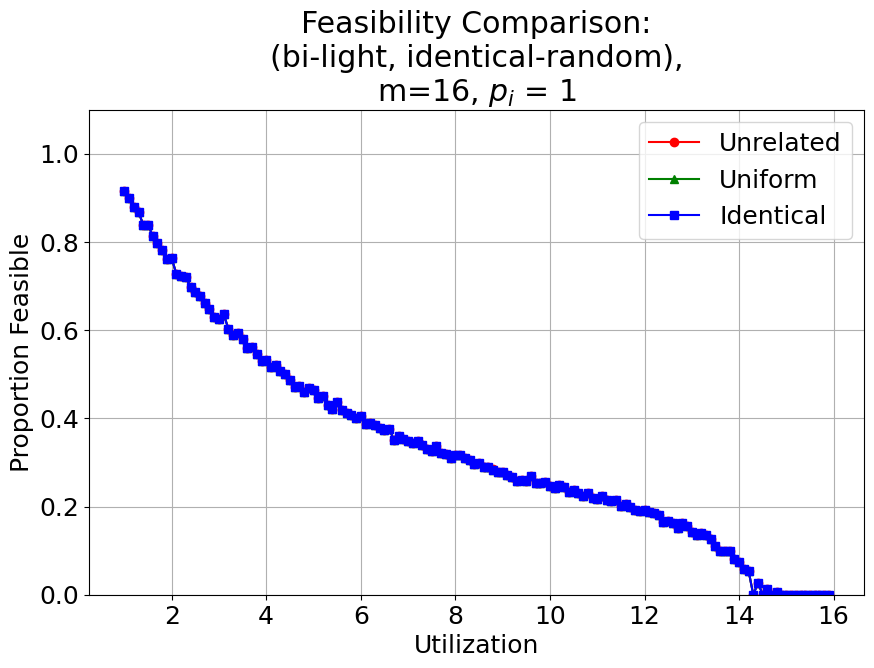 Feasibility Comparison:
(bi-light, identical-random),
m=16, $p_i$ = 1
Unrelated
Uniform
Identical
Proportion Feasible
1.0
0.8
0.6
0.4
0.2
0.0
2 4 6 8 10 12 14 16
Utilization